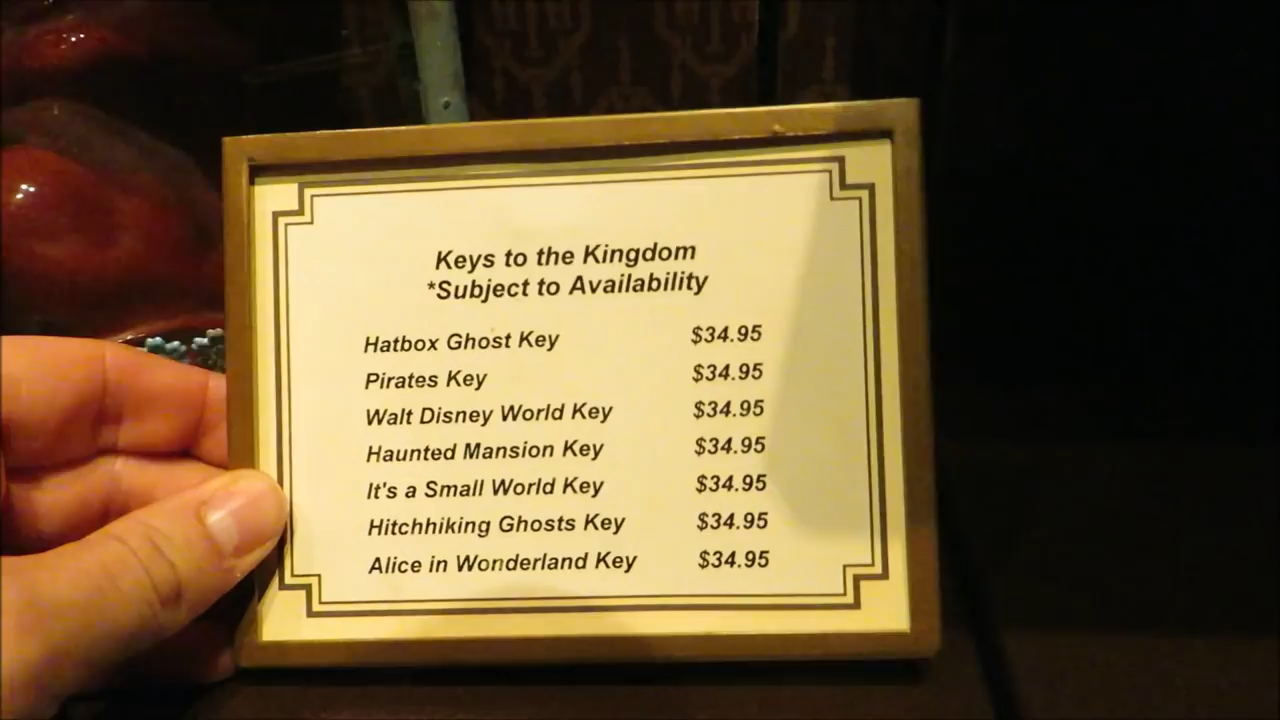 Keys to the Kingdom
*Subject to Availability
Hatbox Ghost Key $34.95
Pirates Key $34.95
Walt Disney World Key $34.95
Haunted Mansion Key $34.95
It's a Small World Key $34.95
Hitchhiking Ghosts Key $34.95
Alice in Wonderland Key $34.95